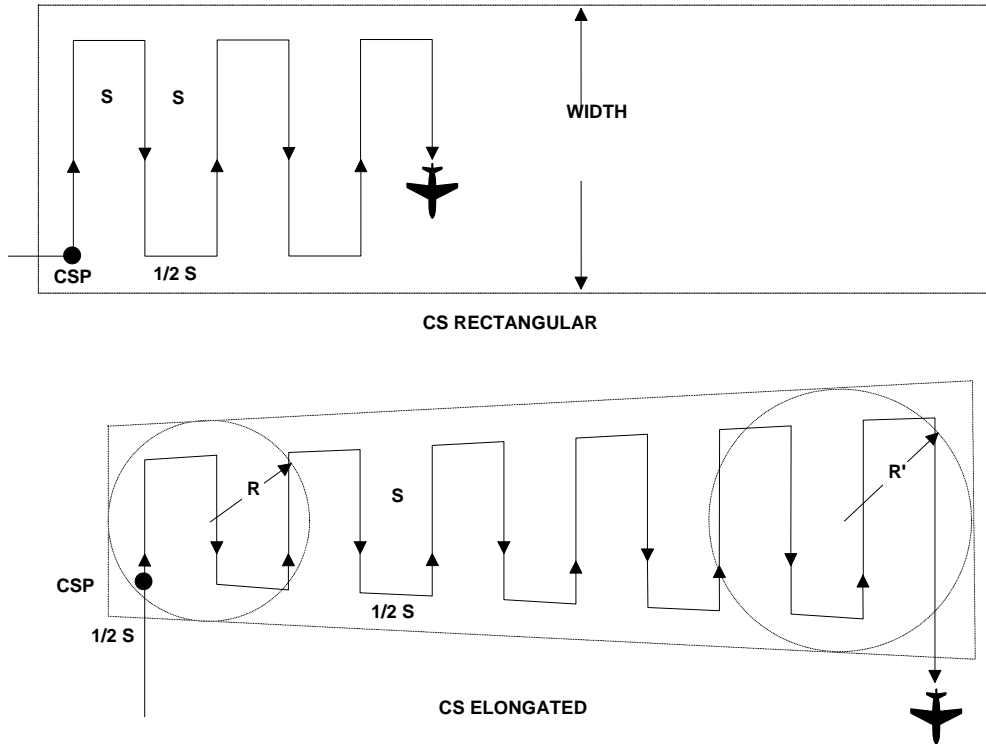 S S
WIDTH
CSP
1/2 S
CS RECTANGULAR
R
R'
S
CSP
1/2 S
1/2 S
CS ELONGATED